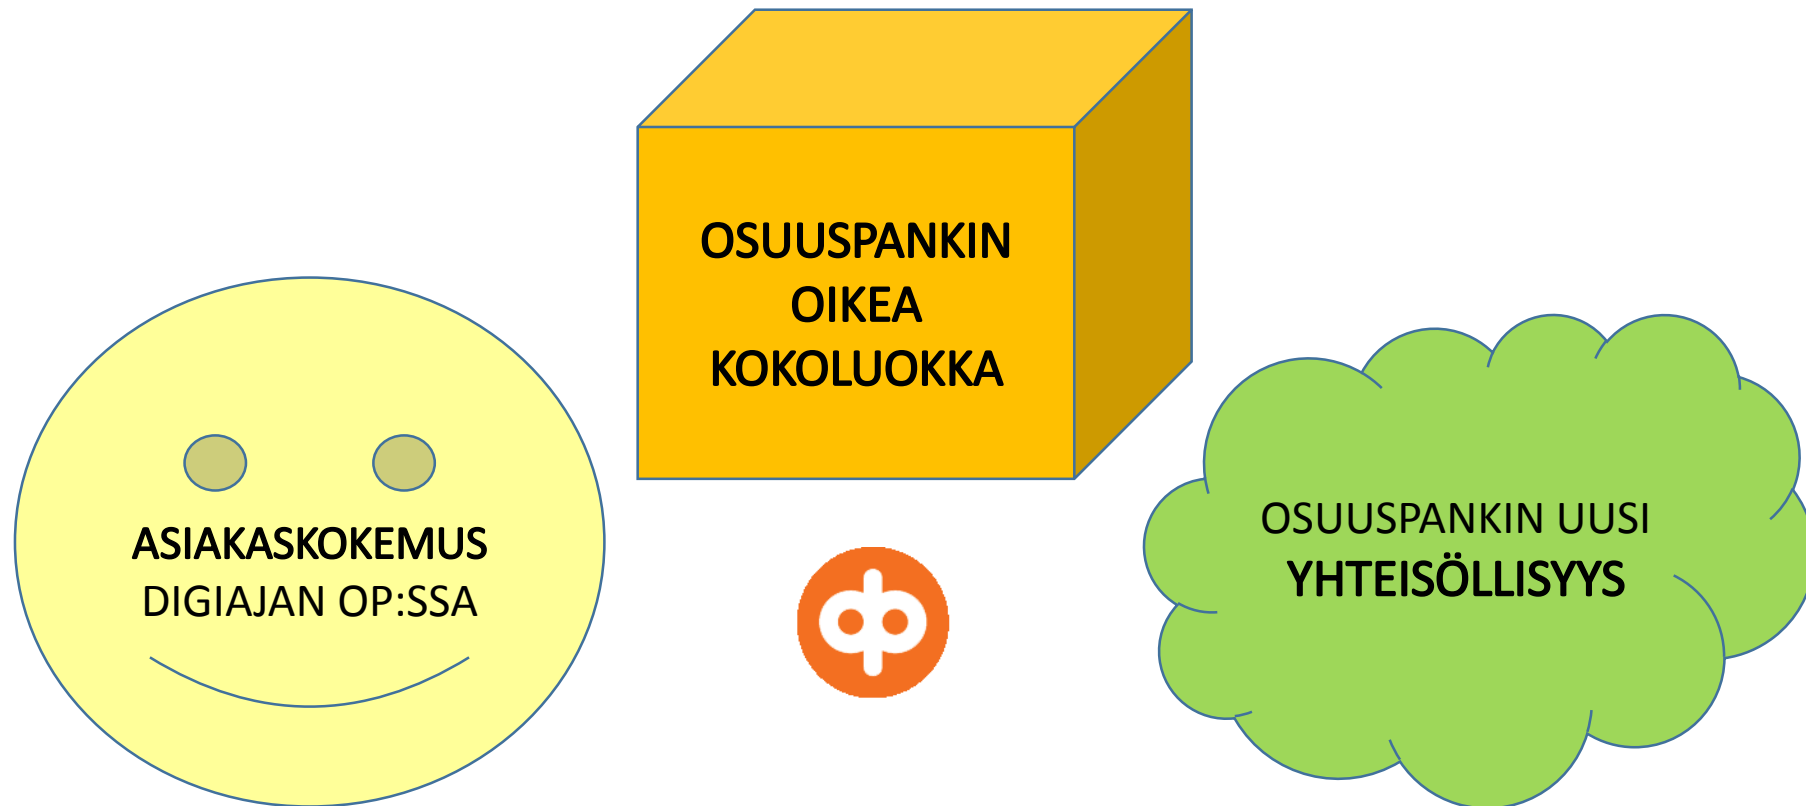 OSUUSPANKIN
OIKEA
KOKOLUOKKA
ASIAKASKOKEMUS
DIGIAJAN OP:SSA
OSUUSPANKIN UUSI
YHTEISÖLLISYYS